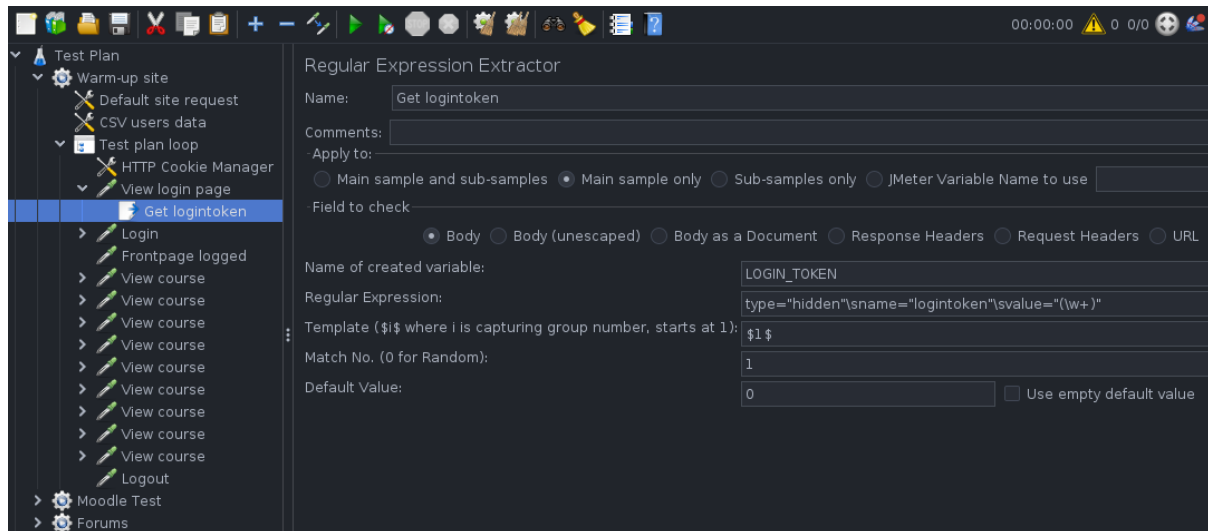 00:00:00 0 0/0
Test Plan
Warm-up site
Default site request
CSV users data
Test plan loop
HTTP Cookie Manager
View login page
Get logintoken
Login
Frontpage logged
View course
View course
View course
View course
View course
View course
View course
View course
View course
Logout
Moodle Test
Forums
Regular Expression Extractor
Name: Get logintoken
Comments:
Apply to:
Main sample and sub-samples Main sample only Sub-samples only JMeter Variable Name to use
Field to check
Body Body (unescaped) Body as a Document Response Headers Request Headers URL
Name of created variable: LOGIN_TOKEN
Regular Expression: type="hidden"\sname="logintoken"\svalue="(\w+)"
Template ($i$ where i is capturing group number, starts at 1): $1$
Match No. (0 for Random): 1
Default Value: 0 Use empty default value